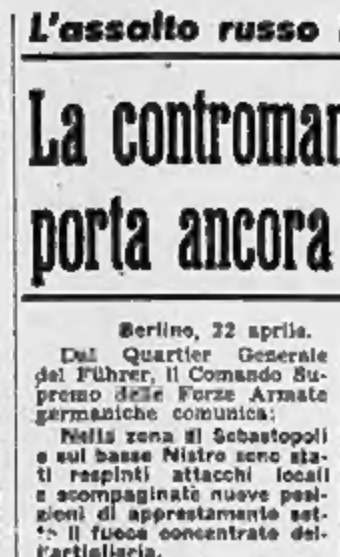 L'assalto russo
La controman
porta ancora
Berlino, 22 aprile.
Dal Quartier Generale
del Führer, il Comando Su-
premo delle Forze Armate
germaniche comunica:
Nella zona di Sebastopoli
e sul basso Nistro sono sta-
ti respinti attacchi locali
e scompaginate nuove posi-
zioni di apprestamento sot-
to il fuoco concentrato del-
l'artiglieria.